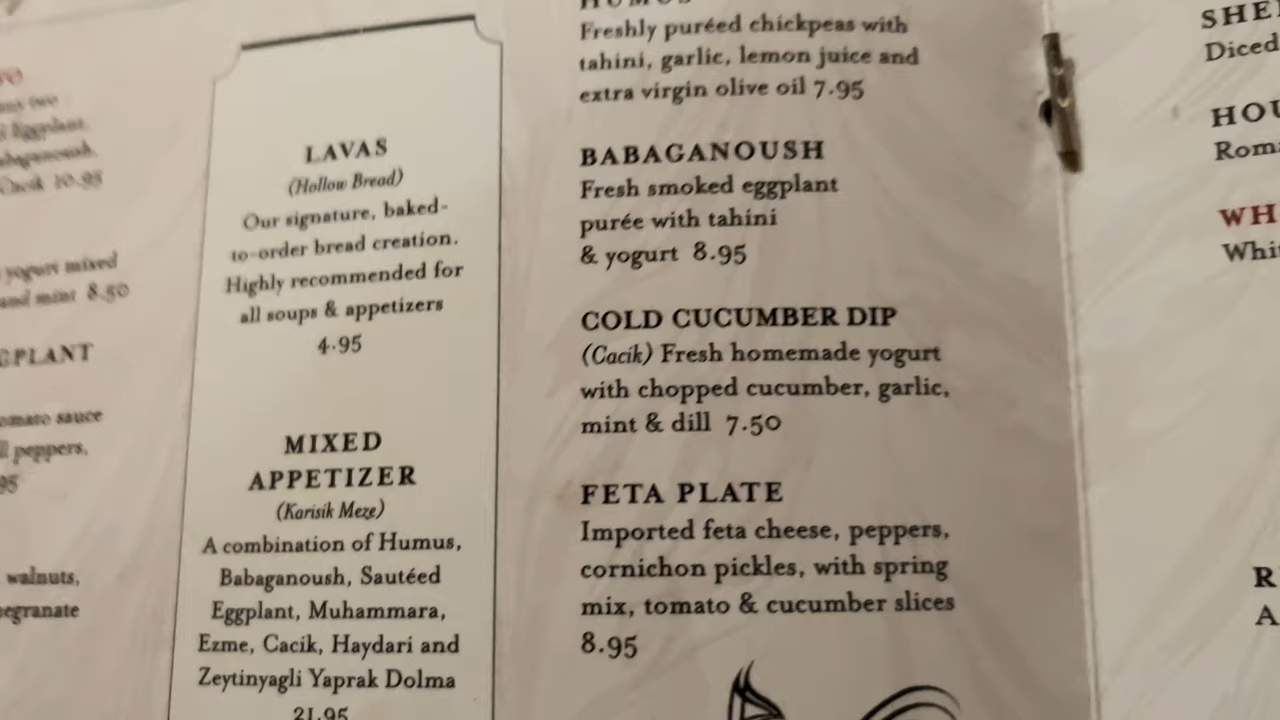 Eggplant,
Cacik 10.95
yogurt mixed
and mint 8.50
omato sauce
peppers,
95
walnuts,
LAVAS
(Hollow Bread)
Our signature, baked-
to-order bread creation.
Highly recommended for
all soups & appetizers
4.95
MIXED
APPETIZER
(Karisik Meze)
A combination of Humus,
Babaganoush, Sautéed
Eggplant, Muhammara,
Ezme, Cacik, Haydari and
Zeytinyagli Yaprak Dolma
21.95
Freshly puréed chickpeas with
tahini, garlic, lemon juice and
extra virgin olive oil 7.95
BABAGANOUSH
Fresh smoked eggplant
purée with tahini
& yogurt 8.95
COLD CUCUMBER DIP
(Cacik) Fresh homemade yogurt
with chopped cucumber, garlic,
mint & dill 7.50
FETA PLATE
Imported feta cheese, peppers,
cornichon pickles, with spring
mix, tomato & cucumber slices
8.95
SHE
Diced
HOU
Roma
WH
Whi
R
A